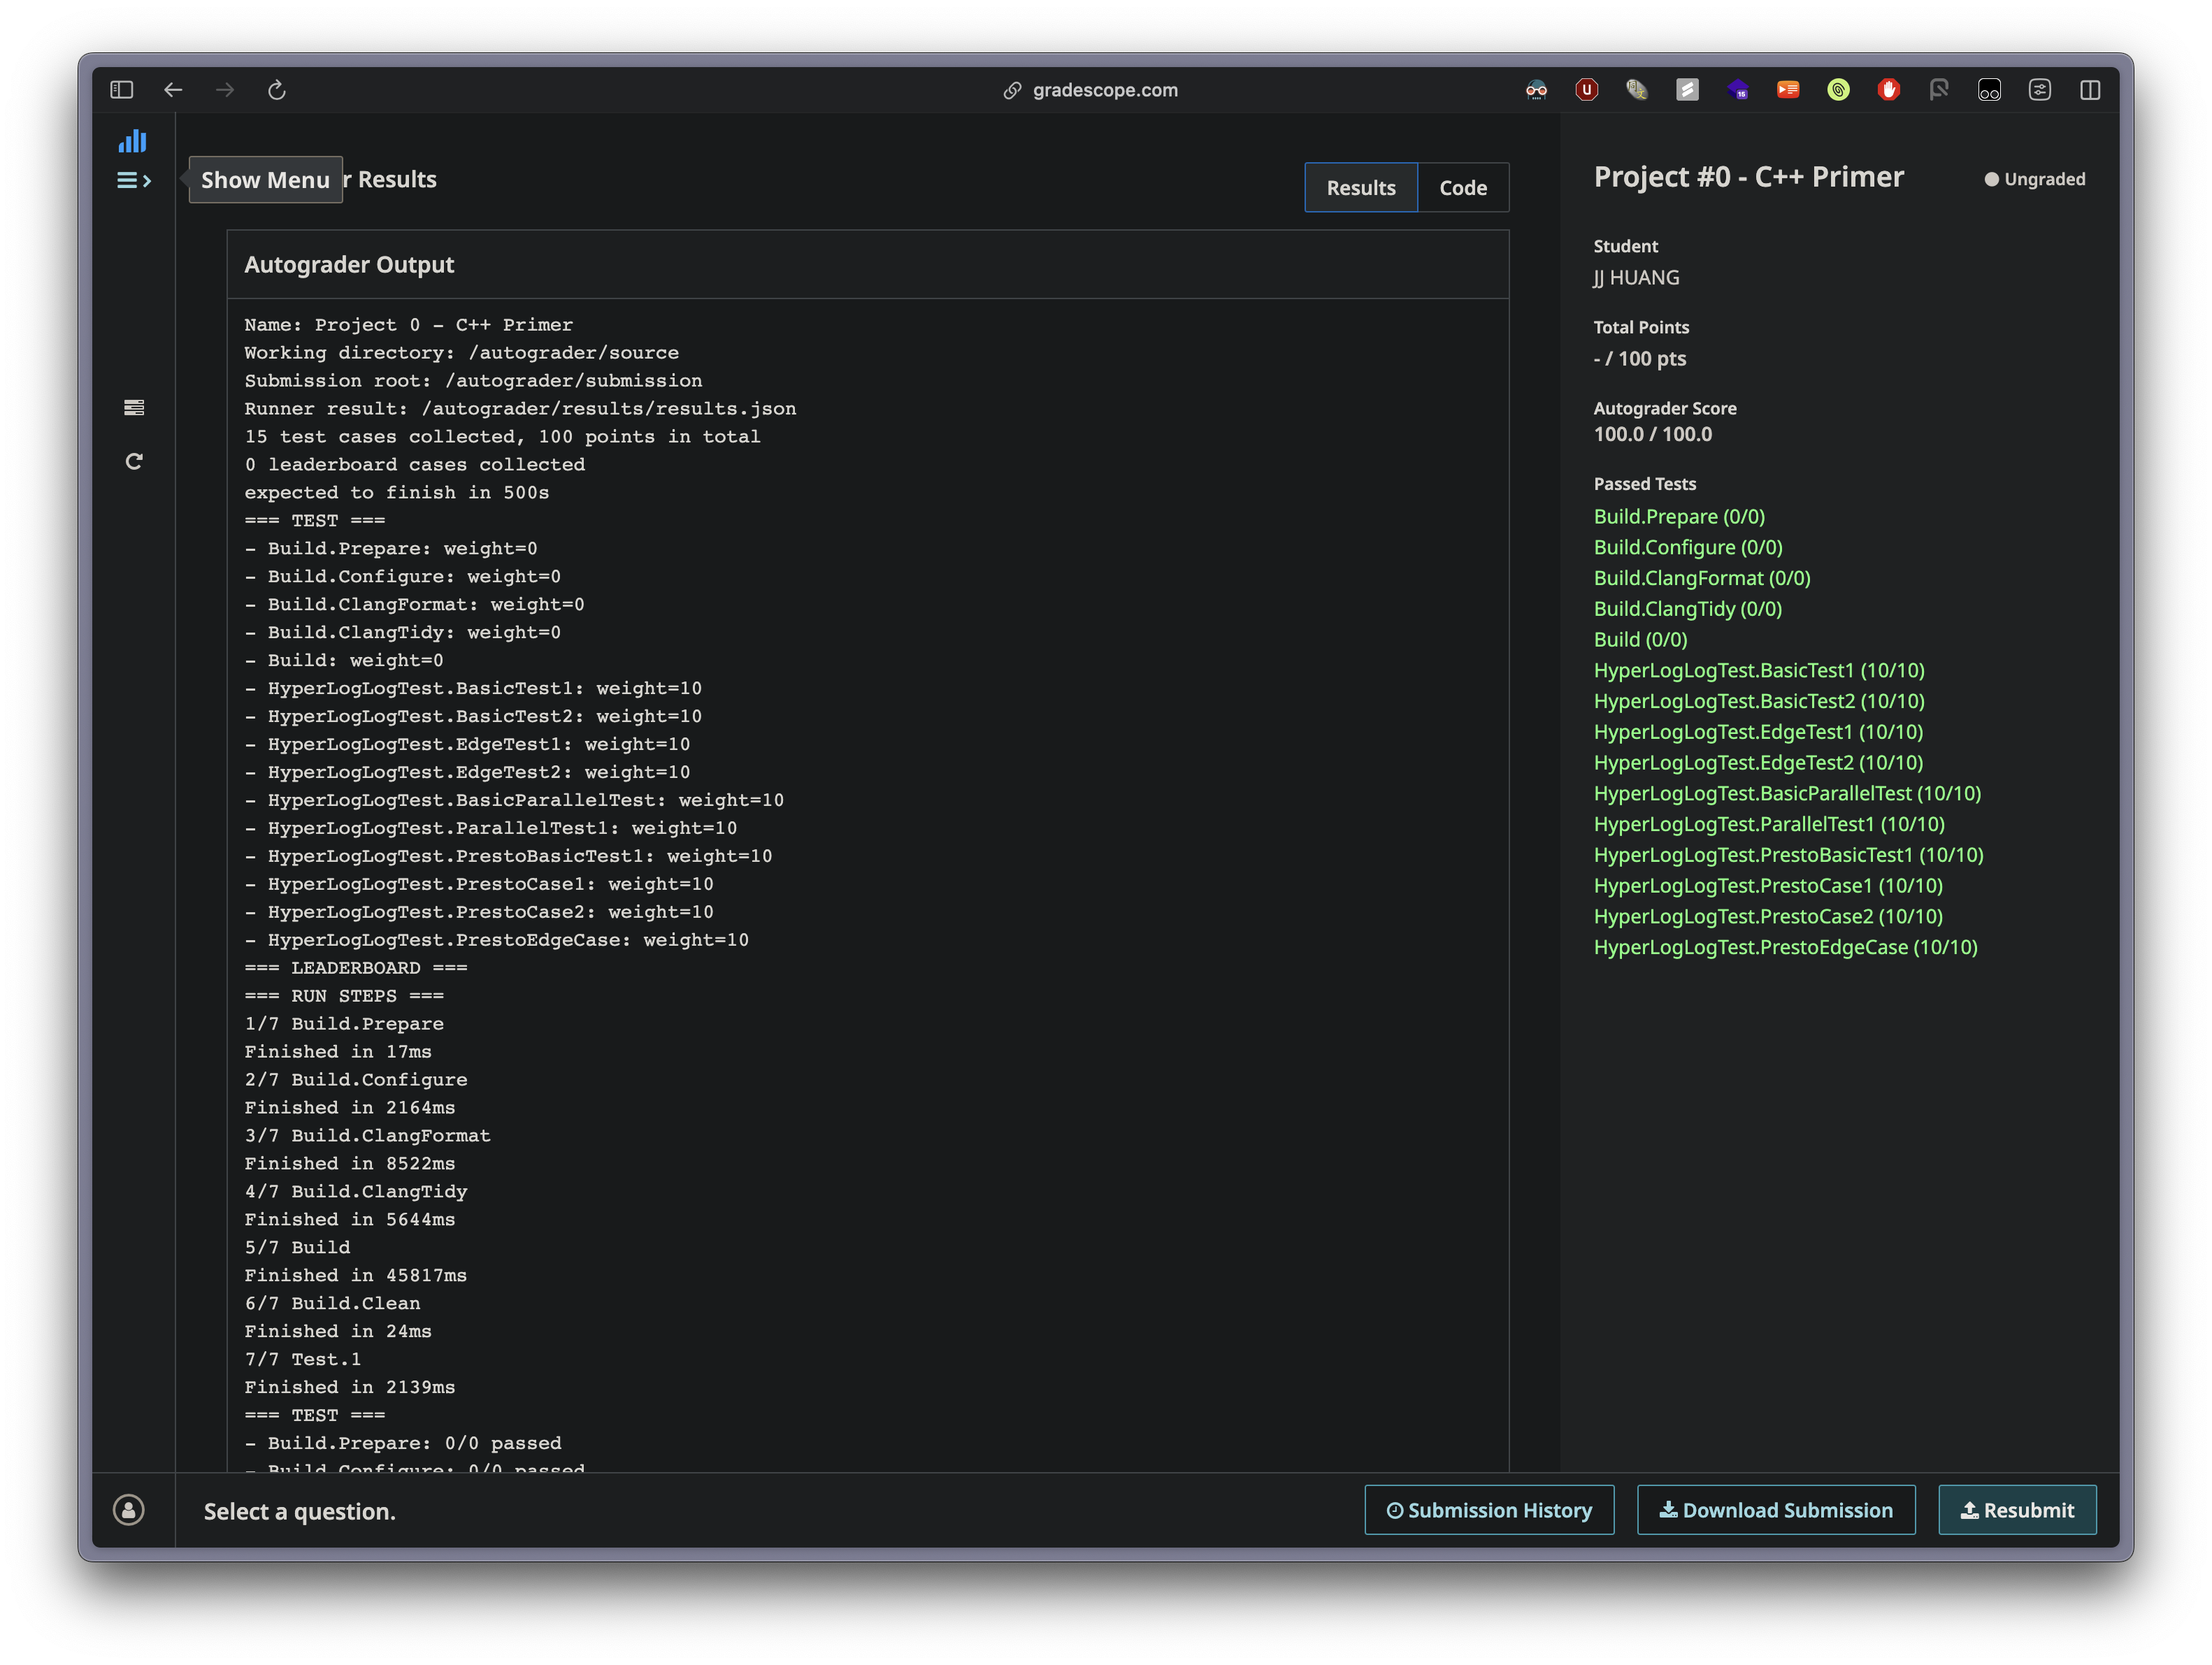 gradescope.com
15
Show Menu
r Results
Results
Code
Autograder Output
Name: Project 0 - C++ Primer
Working directory: /autograder/source
Submission root: /autograder/submission
Runner result: /autograder/results/results.json
15 test cases collected, 100 points in total
0 leaderboard cases collected
expected to finish in 500s
=== TEST ===
- Build.Prepare: weight=0
- Build.Configure: weight=0
- Build.ClangFormat: weight=0
- Build.ClangTidy: weight=0
- Build: weight=0
- HyperLogLogTest.BasicTest1: weight=10
- HyperLogLogTest.BasicTest2: weight=10
- HyperLogLogTest.EdgeTest1: weight=10
- HyperLogLogTest.EdgeTest2: weight=10
- HyperLogLogTest.BasicParallelTest: weight=10
- HyperLogLogTest.ParallelTest1: weight=10
- HyperLogLogTest.PrestoBasicTest1: weight=10
- HyperLogLogTest.PrestoCase1: weight=10
- HyperLogLogTest.PrestoCase2: weight=10
- HyperLogLogTest.PrestoEdgeCase: weight=10
=== LEADERBOARD ===
=== RUN STEPS ===
1/7 Build.Prepare
Finished in 17ms
2/7 Build.Configure
Finished in 2164ms
3/7 Build.ClangFormat
Finished in 8522ms
4/7 Build.ClangTidy
Finished in 5644ms
5/7 Build
Finished in 45817ms
6/7 Build.Clean
Finished in 24ms
7/7 Test.1
Finished in 2139ms
=== TEST ===
- Build.Prepare: 0/0 passed
- Build.Configure: 0/0 passed
Project #0 - C++ Primer
Ungraded
Student
JJ HUANG
Total Points
- / 100 pts
Autograder Score
100.0 / 100.0
Passed Tests
Build.Prepare (0/0)
Build.Configure (0/0)
Build.ClangFormat (0/0)
Build.ClangTidy (0/0)
Build (0/0)
HyperLogLogTest.BasicTest1 (10/10)
HyperLogLogTest.BasicTest2 (10/10)
HyperLogLogTest.EdgeTest1 (10/10)
HyperLogLogTest.EdgeTest2 (10/10)
HyperLogLogTest.BasicParallelTest (10/10)
HyperLogLogTest.ParallelTest1 (10/10)
HyperLogLogTest.PrestoBasicTest1 (10/10)
HyperLogLogTest.PrestoCase1 (10/10)
HyperLogLogTest.PrestoCase2 (10/10)
HyperLogLogTest.PrestoEdgeCase (10/10)
Select a question.
Submission History
Download Submission
Resubmit